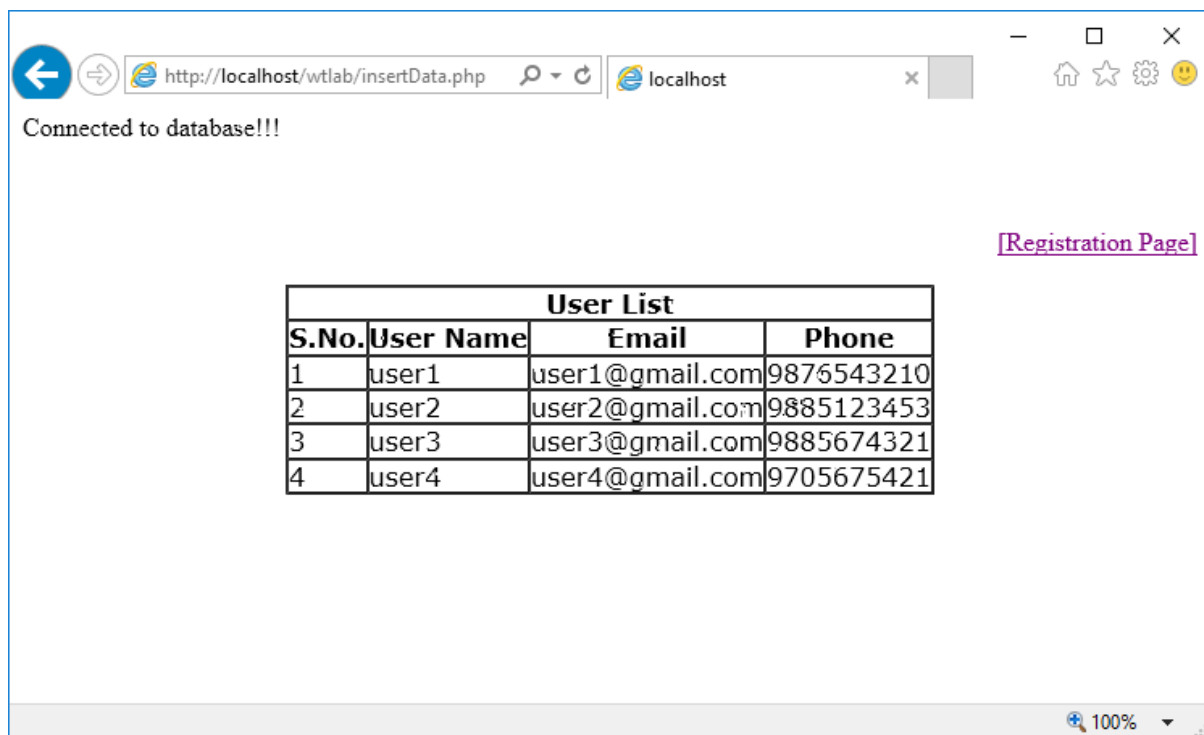 http://localhost/wtlab/insertData.php
localhost
Connected to database!!!
[Registration Page]
User List
S.No. User Name Email Phone
1 user1 user1@gmail.com 9876543210
2 user2 user2@gmail.com 9885123453
3 user3 user3@gmail.com 9885674321
4 user4 user4@gmail.com 9705675421
100%